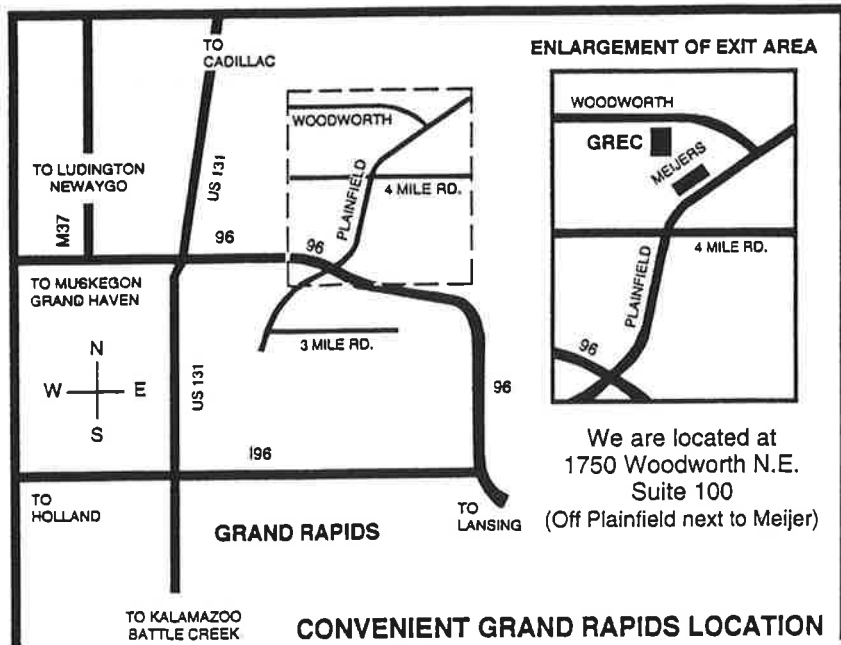 TO
CADILLAC
ENLARGEMENT OF EXIT AREA
WOODWORTH
TO LUDINGTON
NEWAYGO
US 131
M37
96
PLAINFIELD
4 MILE RD.
96
TO MUSKEGON
GRAND HAVEN
3 MILE RD.
N
W E
S
US 131
96
I96
TO
HOLLAND
GRAND RAPIDS
TO
LANSING
TO KALAMAZOO
BATTLE CREEK
WOODWORTH
GREC
MEIJERS
4 MILE RD.
PLAINFIELD
96
We are located at
1750 Woodworth N.E.
Suite 100
(Off Plainfield next to Meijer)
CONVENIENT GRAND RAPIDS LOCATION